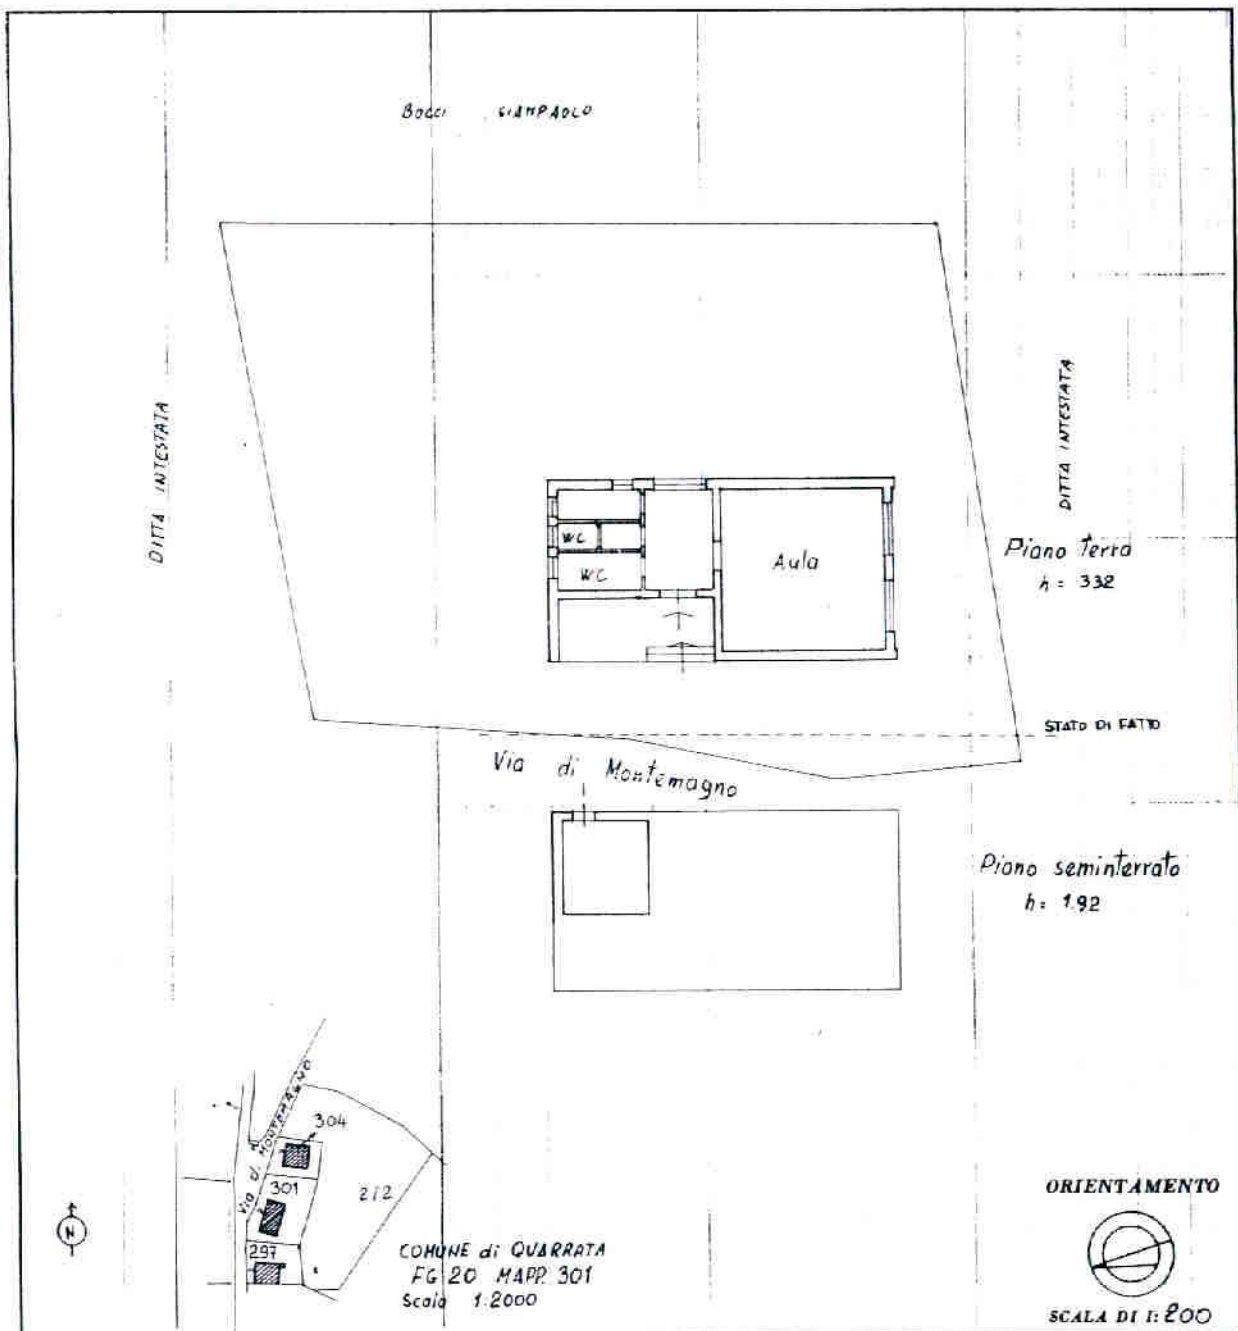 Bocci GIAMPAOLO
DITTA INTESTATA
DITTA INTESTATA
WC
WC
Aula
Piano Terra
h = 332
STATO DI FATTO
Via di Montemagno
Piano seminterrato
h = 1.92
Via di MONTEMAGNO
304
301
212
297
N
COMUNE di QUARRATA
FG 20 MAPP. 301
Scala 1:2000
ORIENTAMENTO
SCALA DI 1: 200